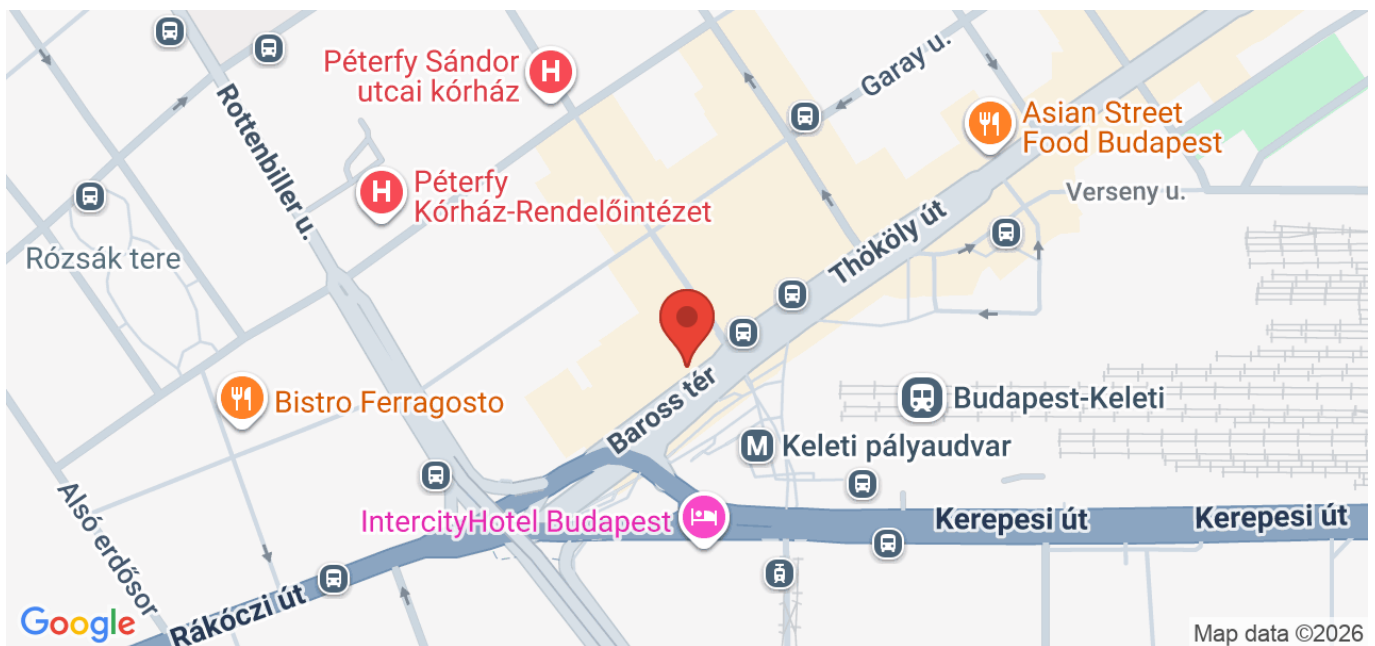 Péterfy Sándor
utcai kórház
Garay u.
Rottenbiller u.
Asian Street
Food Budapest
Péterfy
Kórház-Rendelőintézet
Verseny u.
Thököly út
Rózsák tere
Baross tér
Budapest-Keleti
Bistro Ferragosto
M Keleti pályaudvar
IntercityHotel Budapest
Kerepesi út
Kerepesi út
Alsó erdősor
Rákóczi út
Google
Map data ©2026
H
H